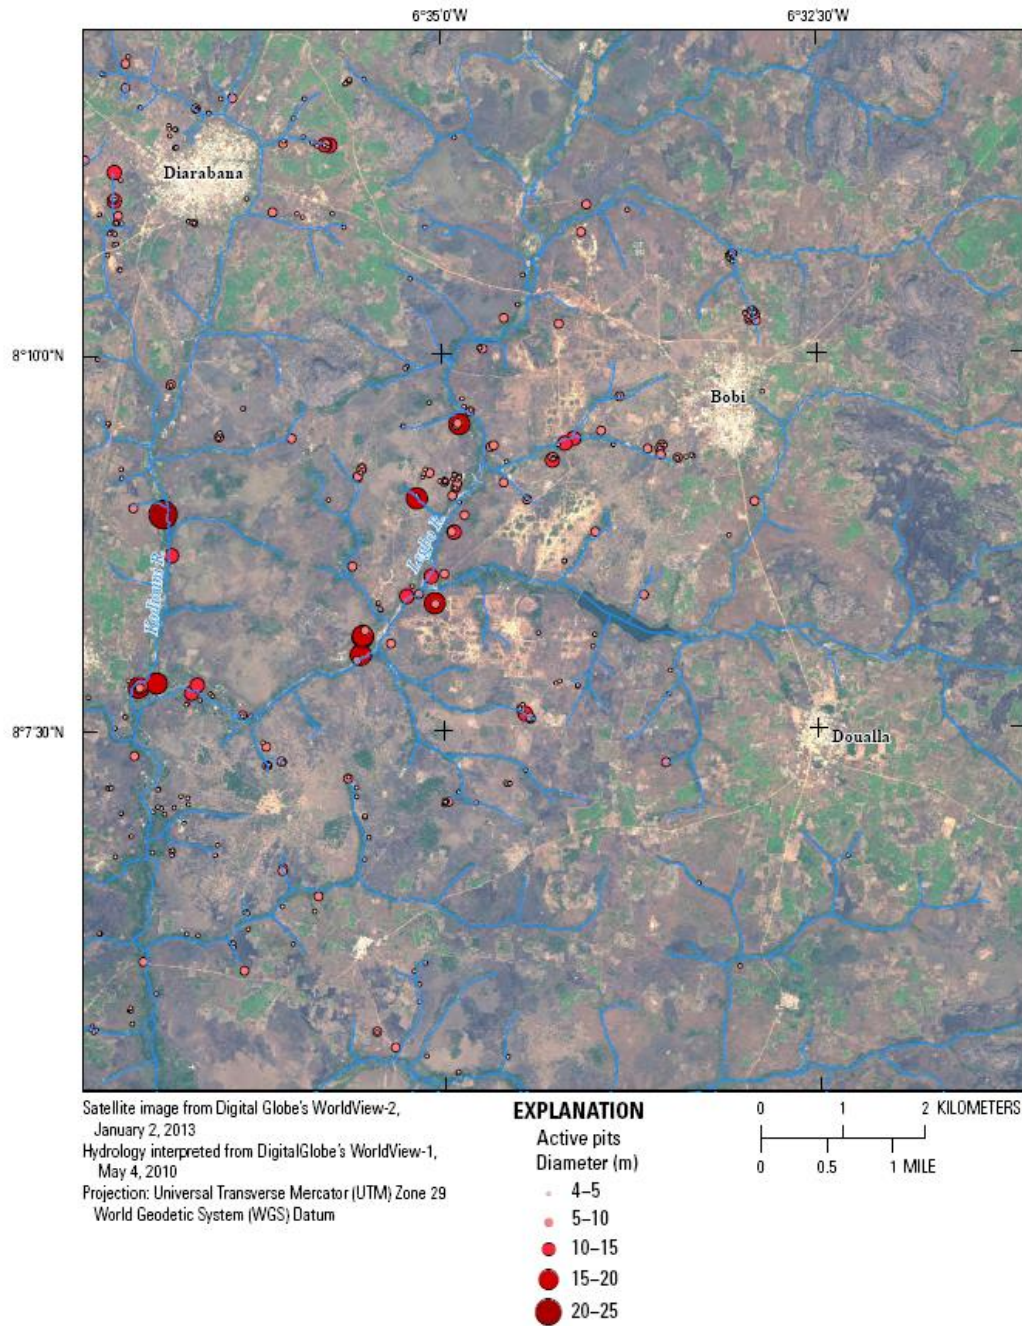 6°35'0"W 6°32'30"W
Diarabana
8°10'0"N
Bobi
Lagba R.
Kadioumi R.
8°7'30"N
Doualla
Satellite image from Digital Globe's WorldView-2,
January 2, 2013
Hydrology interpreted from DigitalGlobe's WorldView-1,
May 4, 2010
Projection: Universal Transverse Mercator (UTM) Zone 29
World Geodetic System (WGS) Datum
EXPLANATION
Active pits
Diameter (m)
4–5
5–10
10–15
15–20
20–25
0 1 2 KILOMETERS
0 0.5 1 MILE